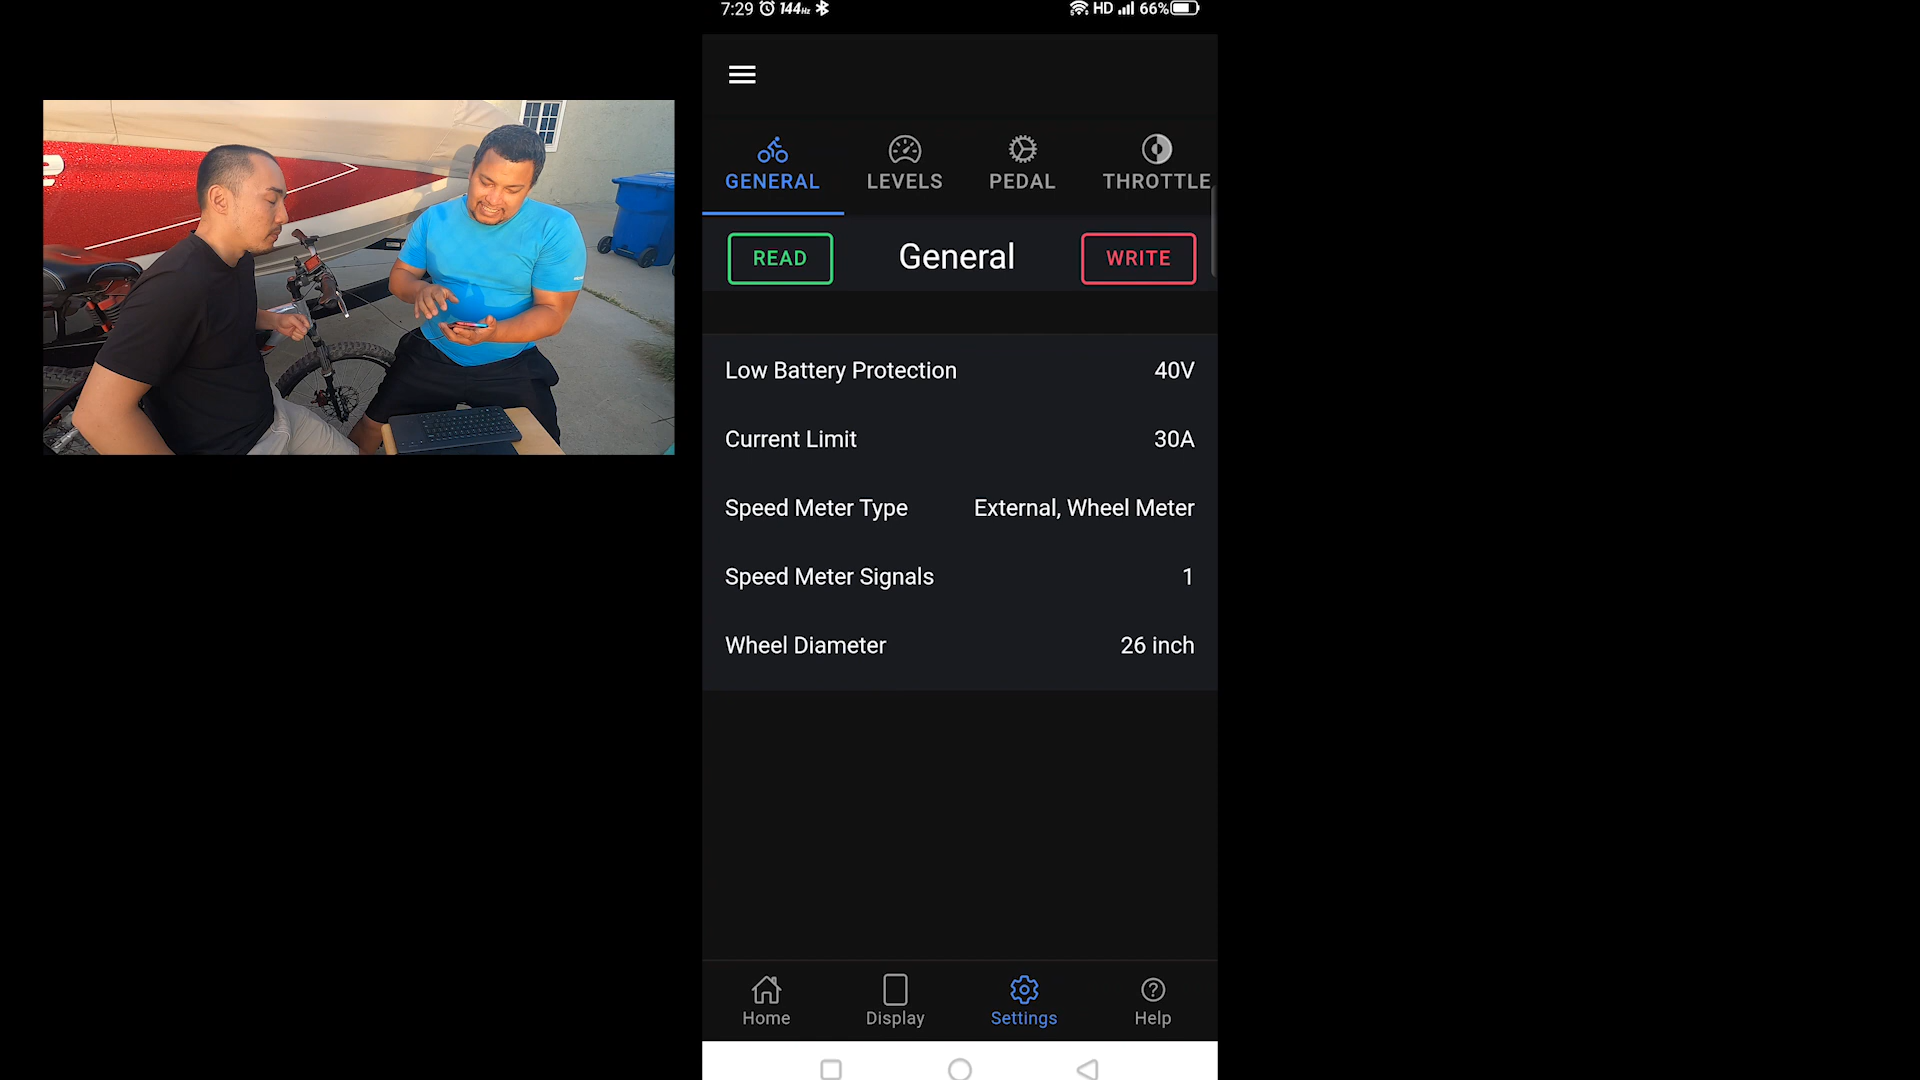 7:29 144Hz HD 66%
GENERAL LEVELS PEDAL THROTTLE
READ General WRITE
Low Battery Protection 40V
Current Limit 30A
Speed Meter Type External, Wheel Meter
Speed Meter Signals 1
Wheel Diameter 26 inch
Home Display Settings Help